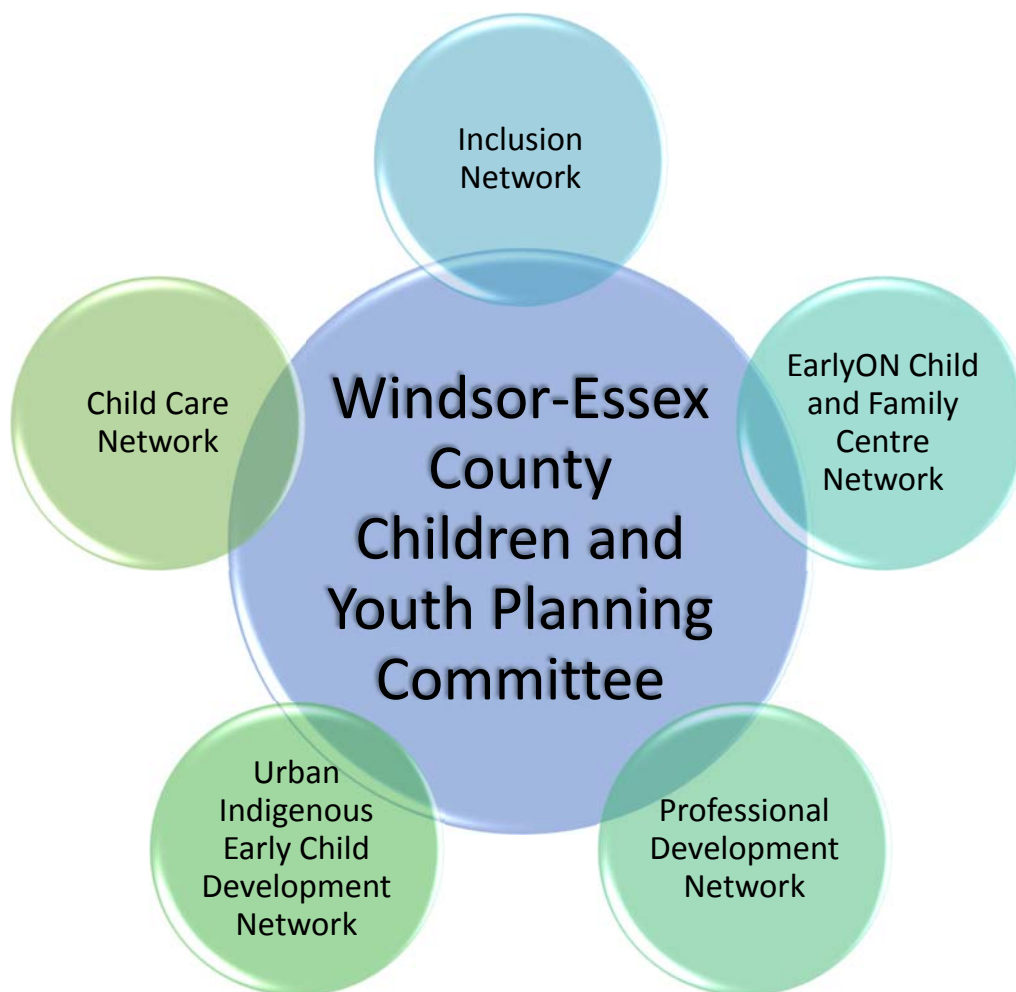 Inclusion
Network
EarlyON Child
and Family
Centre
Network
Child Care
Network
Windsor-Essex
County
Children and
Youth Planning
Committee
Urban
Indigenous
Early Child
Development
Network
Professional
Development
Network